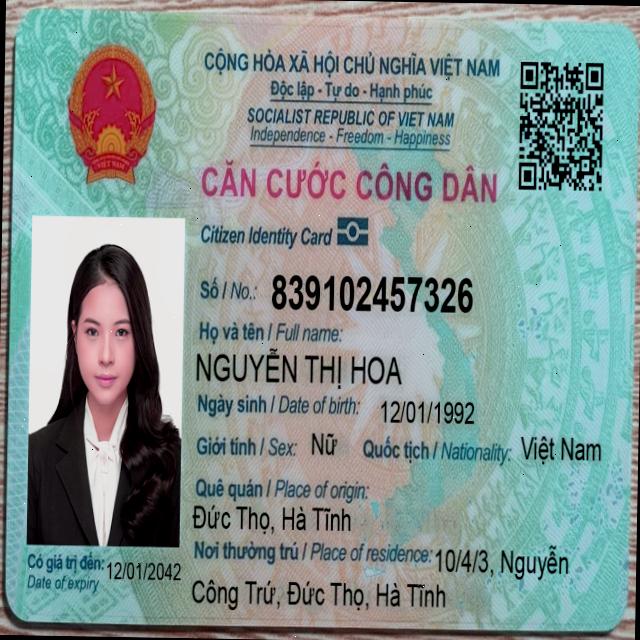 CỘNG HÒA XÃ HỘI CHỦ NGHĨA VIỆT NAM
Độc lập - Tự do - Hạnh phúc
SOCIALIST REPUBLIC OF VIET NAM
Independence - Freedom - Happiness
CĂN CƯỚC CÔNG DÂN
Citizen Identity Card
Số / No.: 839102457326
Họ và tên / Full name:
NGUYỄN THỊ HOA
Ngày sinh / Date of birth: 12/01/1992
Giới tính / Sex: Nữ Quốc tịch / Nationality: Việt Nam
Quê quán / Place of origin:
Đức Thọ, Hà Tĩnh
Nơi thường trú / Place of residence: 10/4/3, Nguyễn
Công Trứ, Đức Thọ, Hà Tĩnh
Có giá trị đến: 12/01/2042
Date of expiry
VIỆT NAM